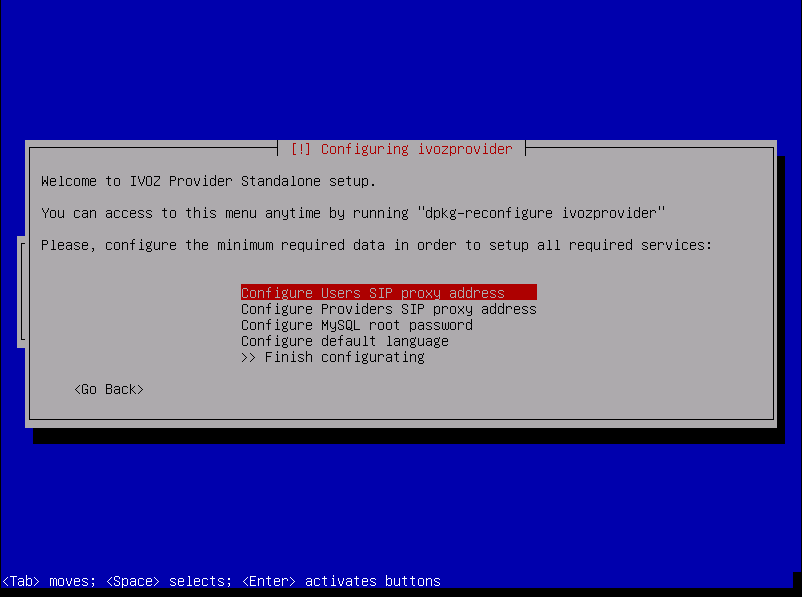 [!] Configuring ivozprovider
Welcome to IVOZ Provider Standalone setup.
You can access to this menu anytime by running "dpkg-reconfigure ivozprovider"
Please, configure the minimum required data in order to setup all required services:
Configure Users SIP proxy address
Configure Providers SIP proxy address
Configure MySQL root password
Configure default language
>> Finish configurating
<Go Back>
<Tab> moves; <Space> selects; <Enter> activates buttons